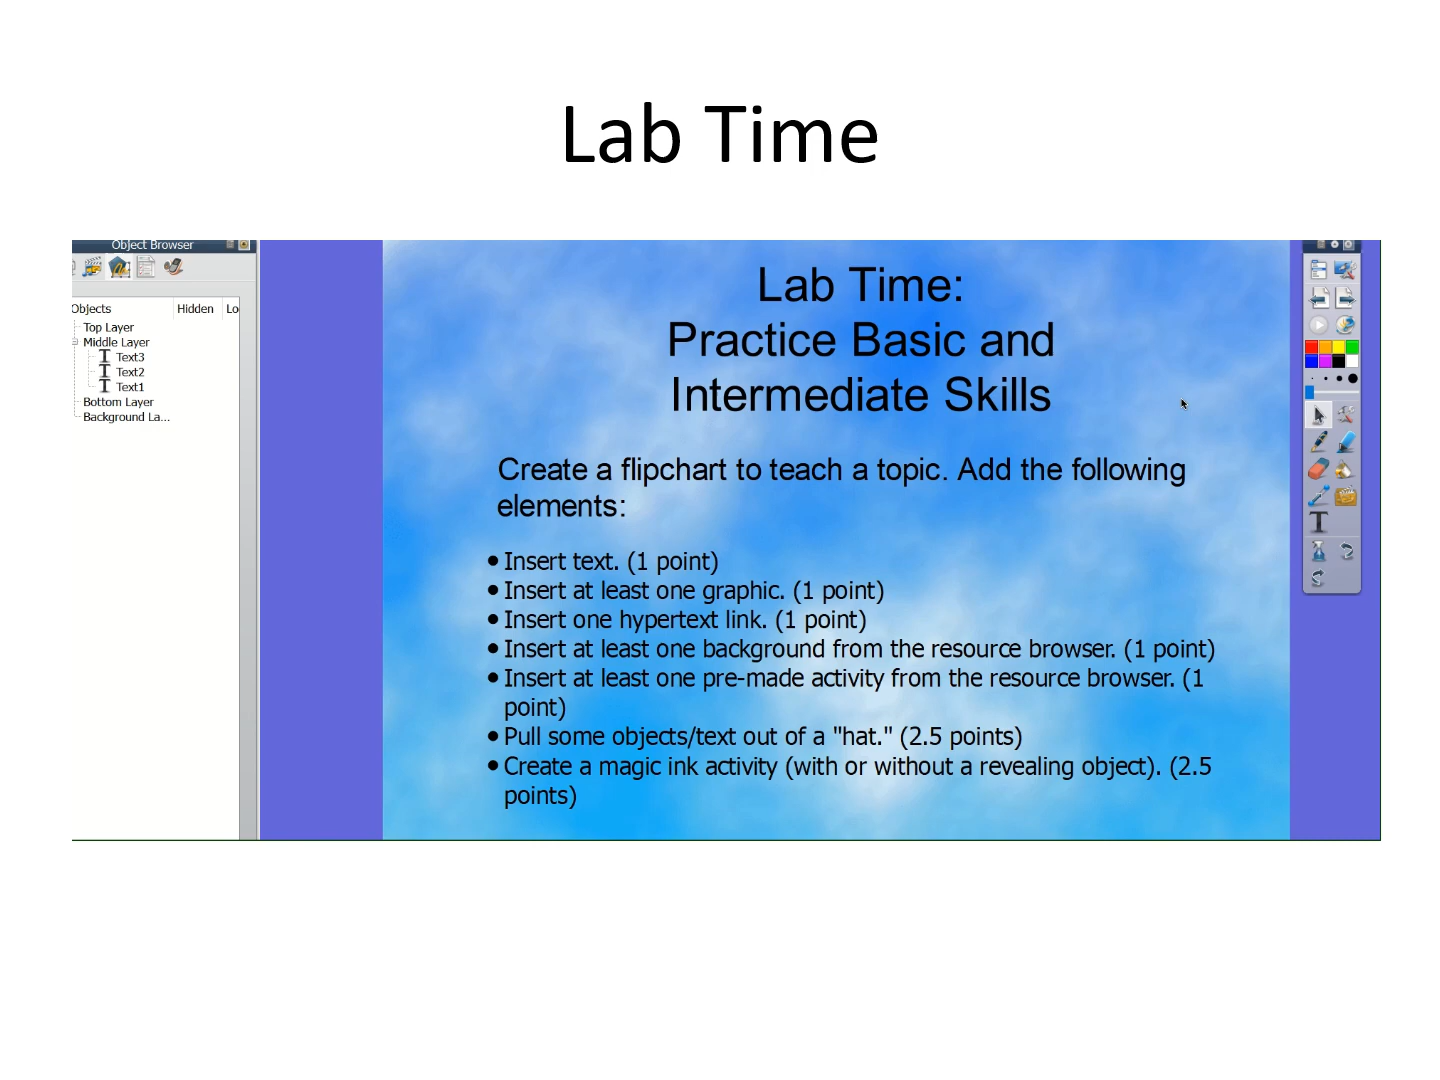 Lab Time
Object Browser
Objects Hidden Lo
Top Layer
Middle Layer
Text3
Text2
Text1
Bottom Layer
Background La...
Lab Time:
Practice Basic and
Intermediate Skills
Create a flipchart to teach a topic. Add the following
elements:
• Insert text. (1 point)
• Insert at least one graphic. (1 point)
• Insert one hypertext link. (1 point)
• Insert at least one background from the resource browser. (1 point)
• Insert at least one pre-made activity from the resource browser. (1
point)
• Pull some objects/text out of a "hat." (2.5 points)
• Create a magic ink activity (with or without a revealing object). (2.5
points)